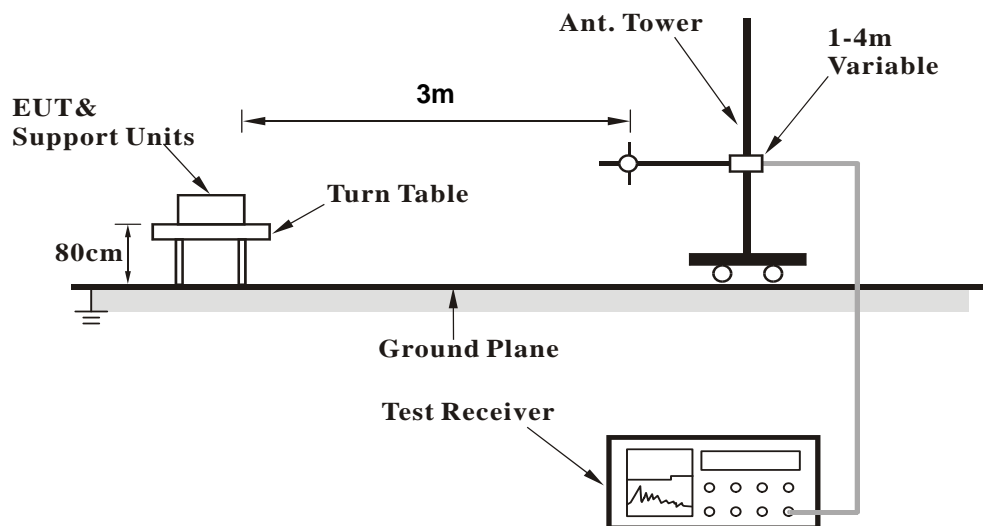 Ant. Tower
1-4m
Variable
3m
EUT&
Support Units
Turn Table
80cm
Ground Plane
Test Receiver